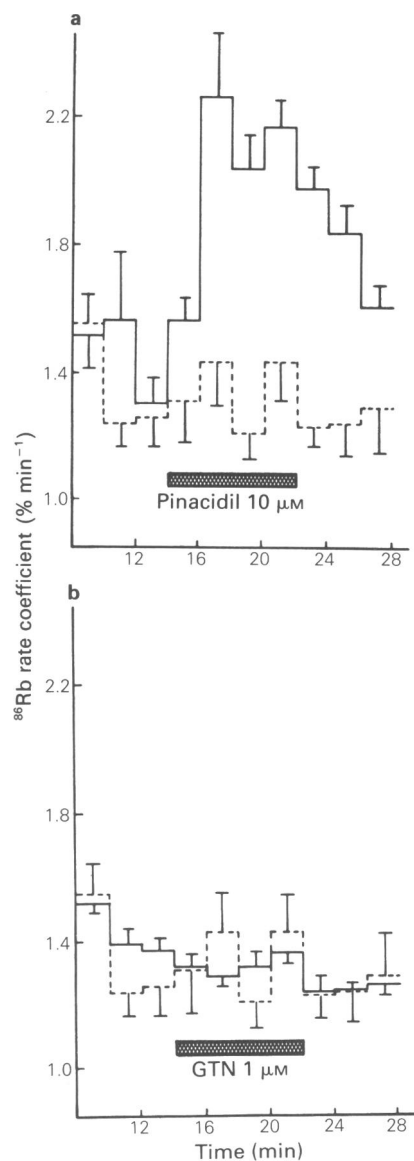 a
2.2
1.8
1.4
1.0
Pinacidil 10 μM
12 16 20 24 28
b
⁸⁶Rb rate coefficient (% min⁻¹)
2.2
1.8
1.4
1.0
GTN 1 μM
12 16 20 24 28
Time (min)